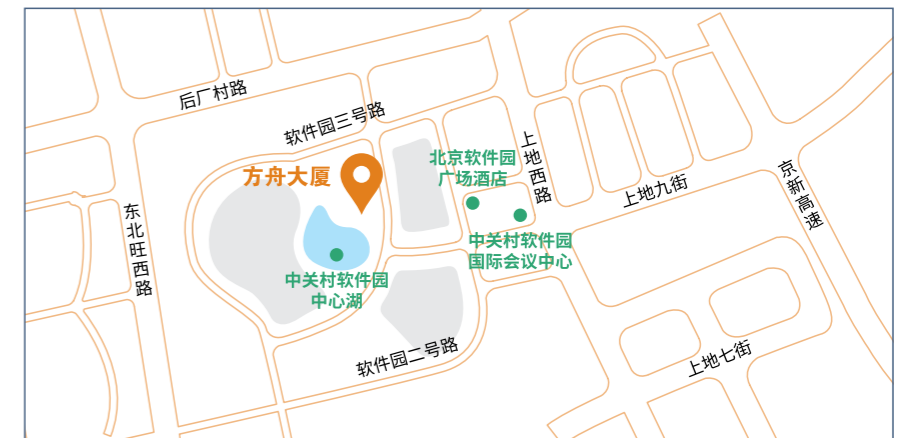 后厂村路
软件园三号路
方舟大厦
北京软件园
广场酒店
上地西路
上地九街
京新高速
东北旺西路
中关村软件园
国际会议中心
中关村软件园
中心湖
软件园二号路
上地七街